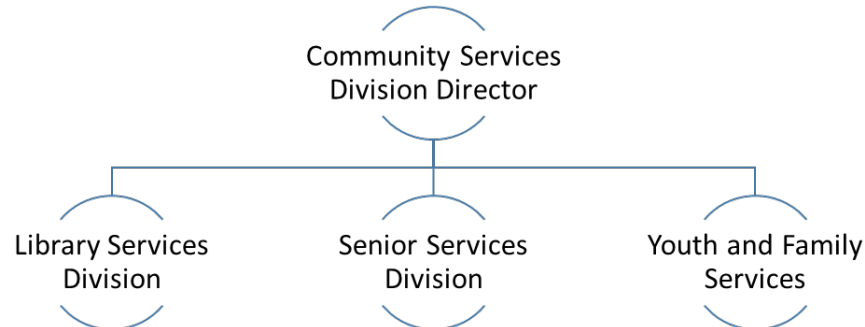 Community Services
Division Director
Library Services
Division
Senior Services
Division
Youth and Family
Services